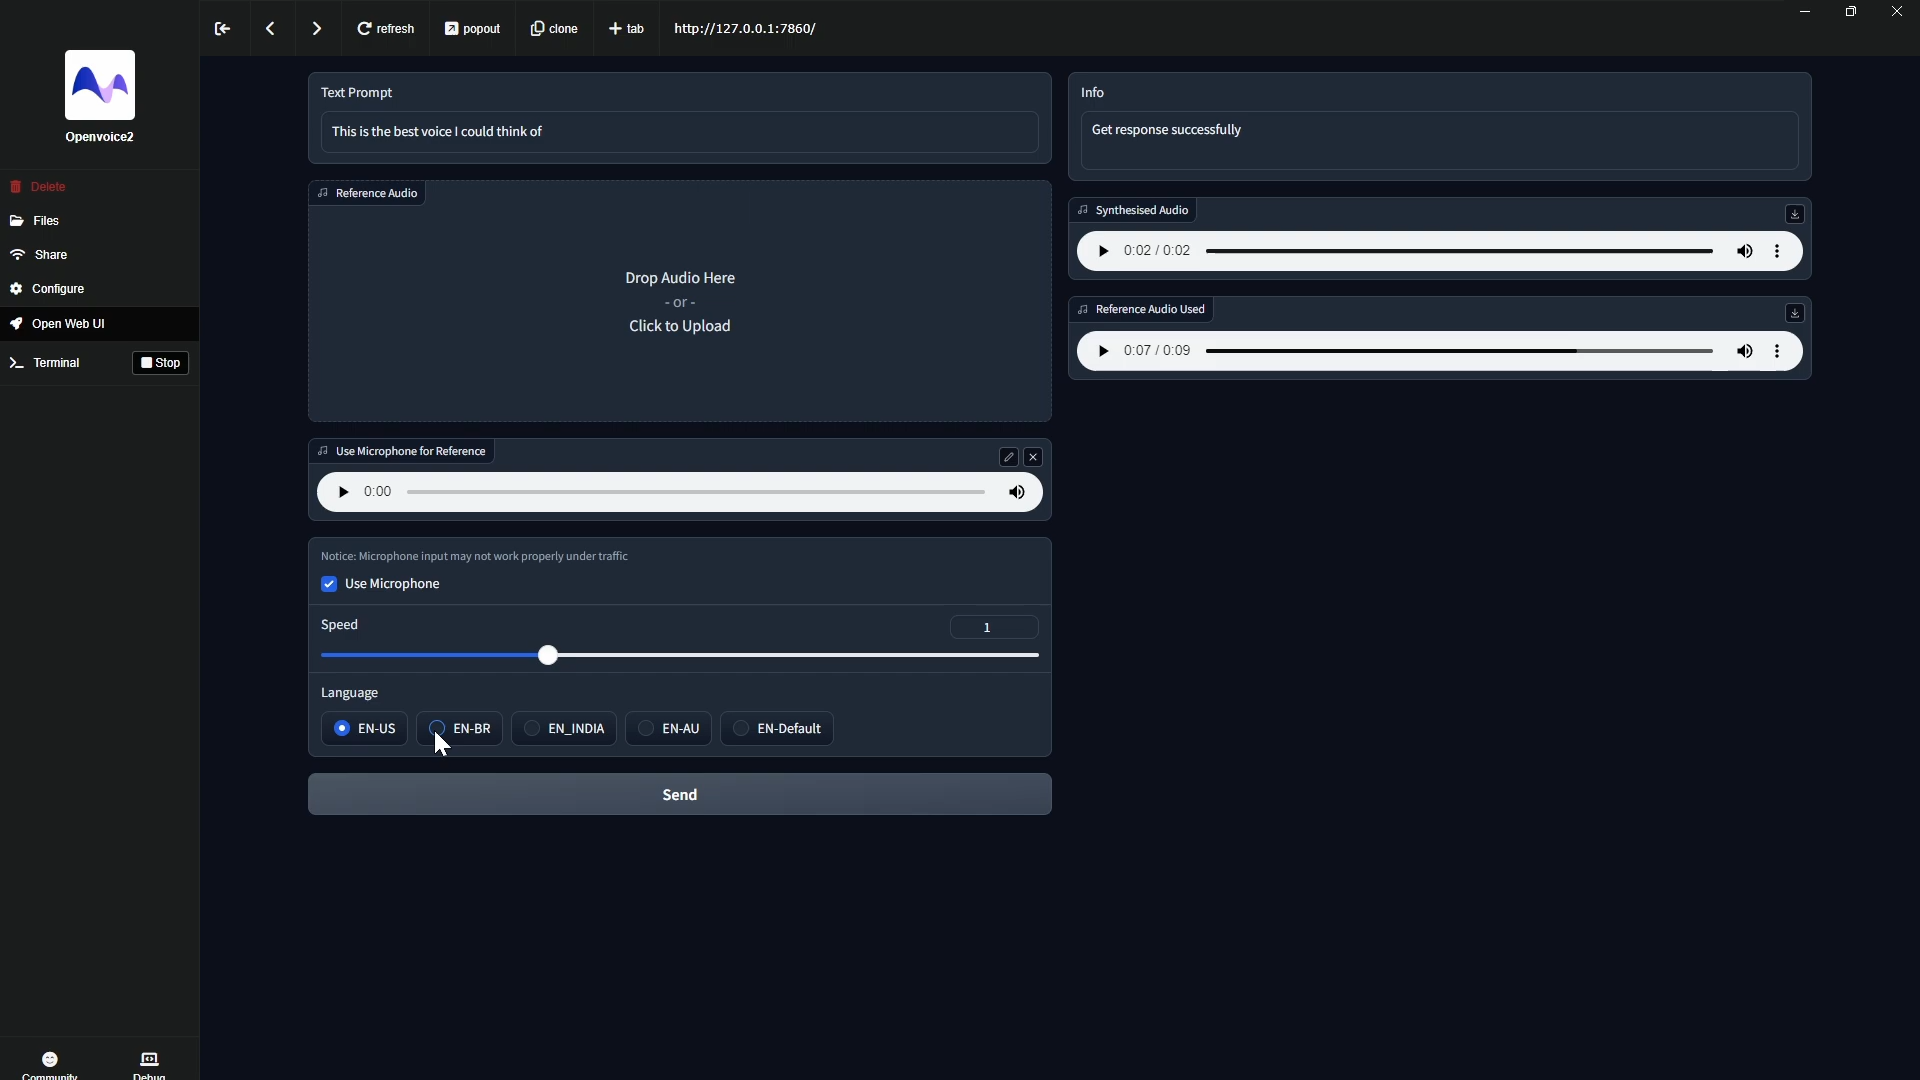 refresh
popout
clone
tab
http://127.0.0.1:7860/
Openvoice2
Delete
Files
Share
Configure
Open Web UI
Terminal
Stop
Community
Debug
Text Prompt
This is the best voice I could think of
Reference Audio
Drop Audio Here
- or -
Click to Upload
Use Microphone for Reference
0:00
Notice: Microphone input may not work properly under traffic
Use Microphone
Speed
1
Language
EN-US
EN-BR
EN_INDIA
EN-AU
EN-Default
Send
Info
Get response successfully
Synthesised Audio
0:02 / 0:02
Reference Audio Used
0:07 / 0:09